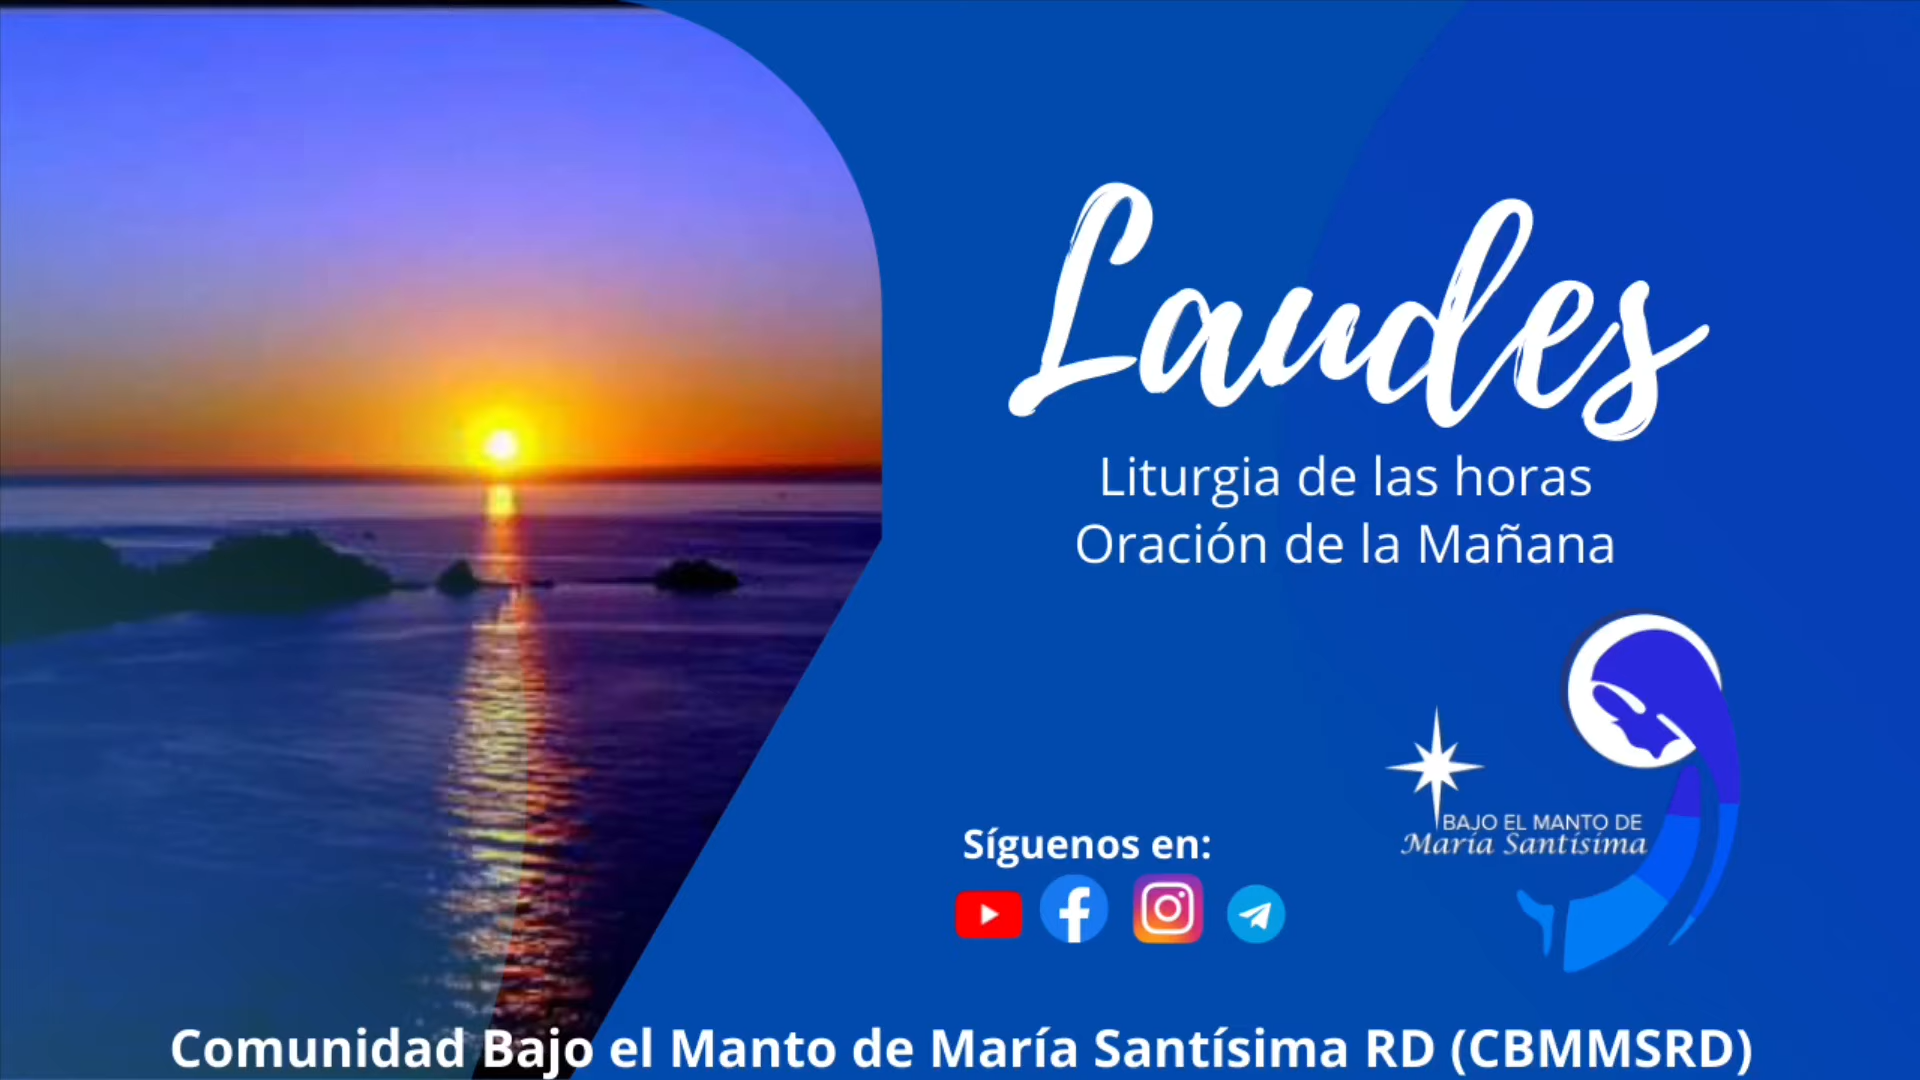 Laudes
Liturgia de las horas
Oración de la Mañana
BAJO EL MANTO DE
María Santísima
Síguenos en:
Comunidad Bajo el Manto de María Santísima RD (CBMMSRD)